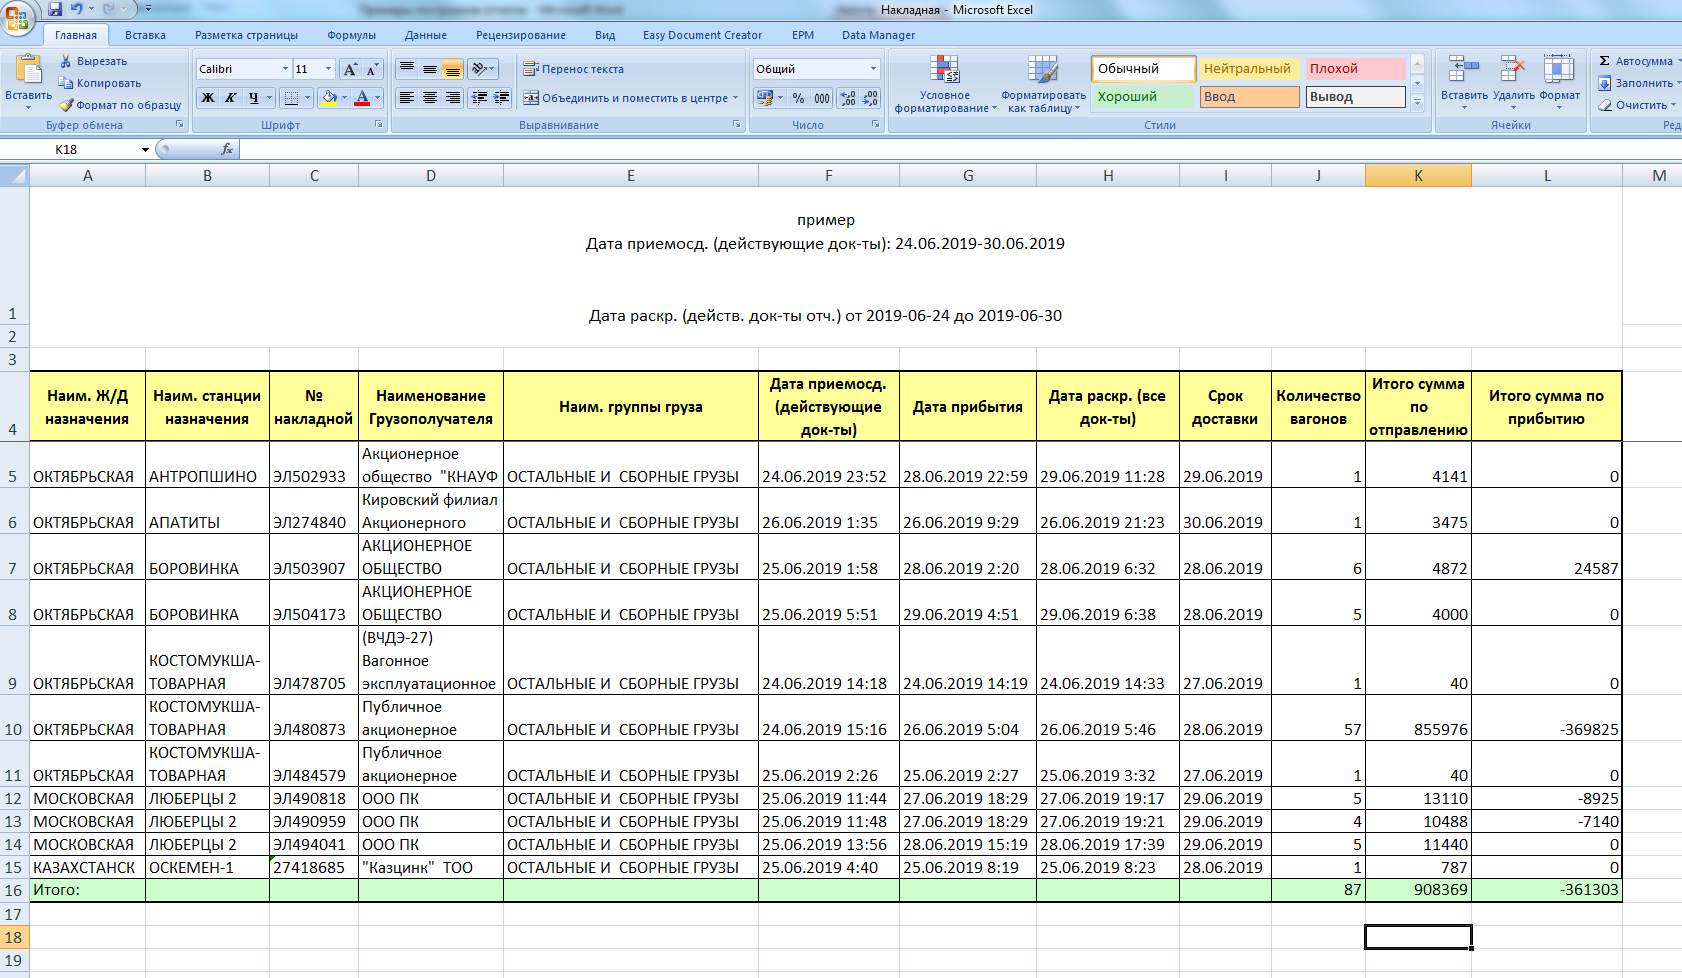 Накладная - Microsoft Excel
Главная Вставка Разметка страницы Формулы Данные Рецензирование Вид Easy Document Creator EPM Data Manager
Вставить
Вырезать
Копировать
Формат по образцу
Буфер обмена
Calibri 11
Ж К Ч
Шрифт
Перенос текста
Объединить и поместить в центре
Выравнивание
Общий
% 000
Число
Условное форматирование
Форматировать как таблицу
Обычный Нейтральный Плохой
Хороший Ввод Вывод
Стили
Вставить Удалить Формат
Ячейки
Σ Автосумма
Заполнить
Очистить
Ред
K18 fx
A B C D E F G H I J K L M
пример
Дата приемосд. (действующие док-ты): 24.06.2019-30.06.2019
1 Дата раскр. (действ. док-ты отч.) от 2019-06-24 до 2019-06-30
2
3
4 Наим. Ж/Д назначения Наим. станции назначения № накладной Наименование Грузополучателя Наим. группы груза Дата приемосд. (действующие док-ты) Дата прибытия Дата раскр. (все док-ты) Срок доставки Количество вагонов Итого сумма по отправлению Итого сумма по прибытию
5 ОКТЯБРЬСКАЯ АНТРОПШИНО ЭЛ502933 Акционерное общество "КНАУФ ОСТАЛЬНЫЕ И СБОРНЫЕ ГРУЗЫ 24.06.2019 23:52 28.06.2019 22:59 29.06.2019 11:28 29.06.2019 1 4141 0
6 ОКТЯБРЬСКАЯ АПАТИТЫ ЭЛ274840 Кировский филиал Акционерного ОСТАЛЬНЫЕ И СБОРНЫЕ ГРУЗЫ 26.06.2019 1:35 26.06.2019 9:29 26.06.2019 21:23 30.06.2019 1 3475 0
7 ОКТЯБРЬСКАЯ БОРОВИНКА ЭЛ503907 АКЦИОНЕРНОЕ ОБЩЕСТВО ОСТАЛЬНЫЕ И СБОРНЫЕ ГРУЗЫ 25.06.2019 1:58 28.06.2019 2:20 28.06.2019 6:32 28.06.2019 6 4872 24587
8 ОКТЯБРЬСКАЯ БОРОВИНКА ЭЛ504173 АКЦИОНЕРНОЕ ОБЩЕСТВО ОСТАЛЬНЫЕ И СБОРНЫЕ ГРУЗЫ 25.06.2019 5:51 29.06.2019 4:51 29.06.2019 6:38 28.06.2019 5 4000 0
9 ОКТЯБРЬСКАЯ КОСТОМУКША-ТОВАРНАЯ ЭЛ478705 (ВЧДЭ-27) Вагонное эксплуатационное ОСТАЛЬНЫЕ И СБОРНЫЕ ГРУЗЫ 24.06.2019 14:18 24.06.2019 14:19 24.06.2019 14:33 27.06.2019 1 40 0
10 ОКТЯБРЬСКАЯ КОСТОМУКША-ТОВАРНАЯ ЭЛ480873 Публичное акционерное ОСТАЛЬНЫЕ И СБОРНЫЕ ГРУЗЫ 24.06.2019 15:16 26.06.2019 5:04 26.06.2019 5:46 28.06.2019 57 855976 -369825
11 ОКТЯБРЬСКАЯ КОСТОМУКША-ТОВАРНАЯ ЭЛ484579 Публичное акционерное ОСТАЛЬНЫЕ И СБОРНЫЕ ГРУЗЫ 25.06.2019 2:26 25.06.2019 2:27 25.06.2019 3:32 27.06.2019 1 40 0
12 МОСКОВСКАЯ ЛЮБЕРЦЫ 2 ЭЛ490818 ООО ПК ОСТАЛЬНЫЕ И СБОРНЫЕ ГРУЗЫ 25.06.2019 11:44 27.06.2019 18:29 27.06.2019 19:17 29.06.2019 5 13110 -8925
13 МОСКОВСКАЯ ЛЮБЕРЦЫ 2 ЭЛ490959 ООО ПК ОСТАЛЬНЫЕ И СБОРНЫЕ ГРУЗЫ 25.06.2019 11:48 27.06.2019 18:29 27.06.2019 19:21 29.06.2019 4 10488 -7140
14 МОСКОВСКАЯ ЛЮБЕРЦЫ 2 ЭЛ494041 ООО ПК ОСТАЛЬНЫЕ И СБОРНЫЕ ГРУЗЫ 25.06.2019 13:56 28.06.2019 15:19 28.06.2019 17:39 29.06.2019 5 11440 0
15 КАЗАХСТАНСК ОСКЕМЕН-1 27418685 "Казцинк" ТОО ОСТАЛЬНЫЕ И СБОРНЫЕ ГРУЗЫ 25.06.2019 4:40 25.06.2019 8:19 25.06.2019 8:23 28.06.2019 1 787 0
16 Итого: 87 908369 -361303
17
18
19